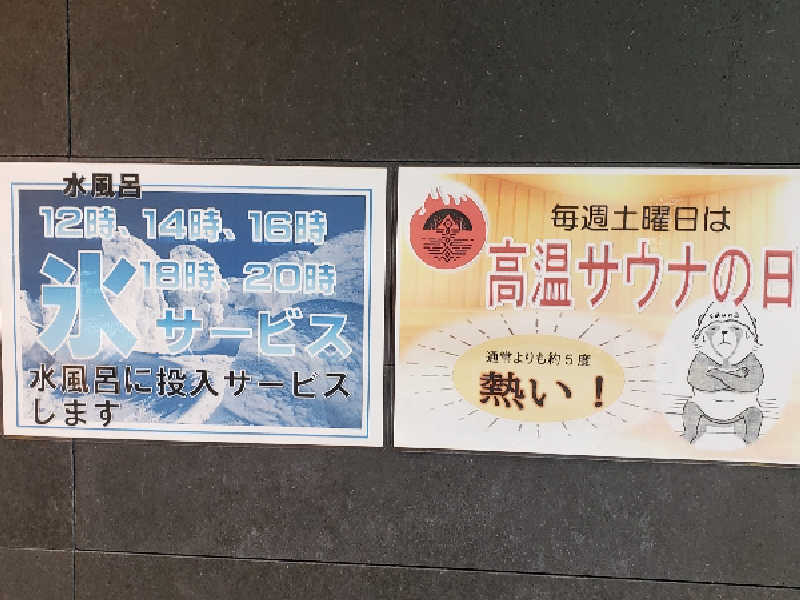 水風呂
12時、14時、16時
18時、20時
氷サービス
水風呂に投入サービス
します
毎週土曜日は
高温サウナの日
通常よりも約5度
熱い!